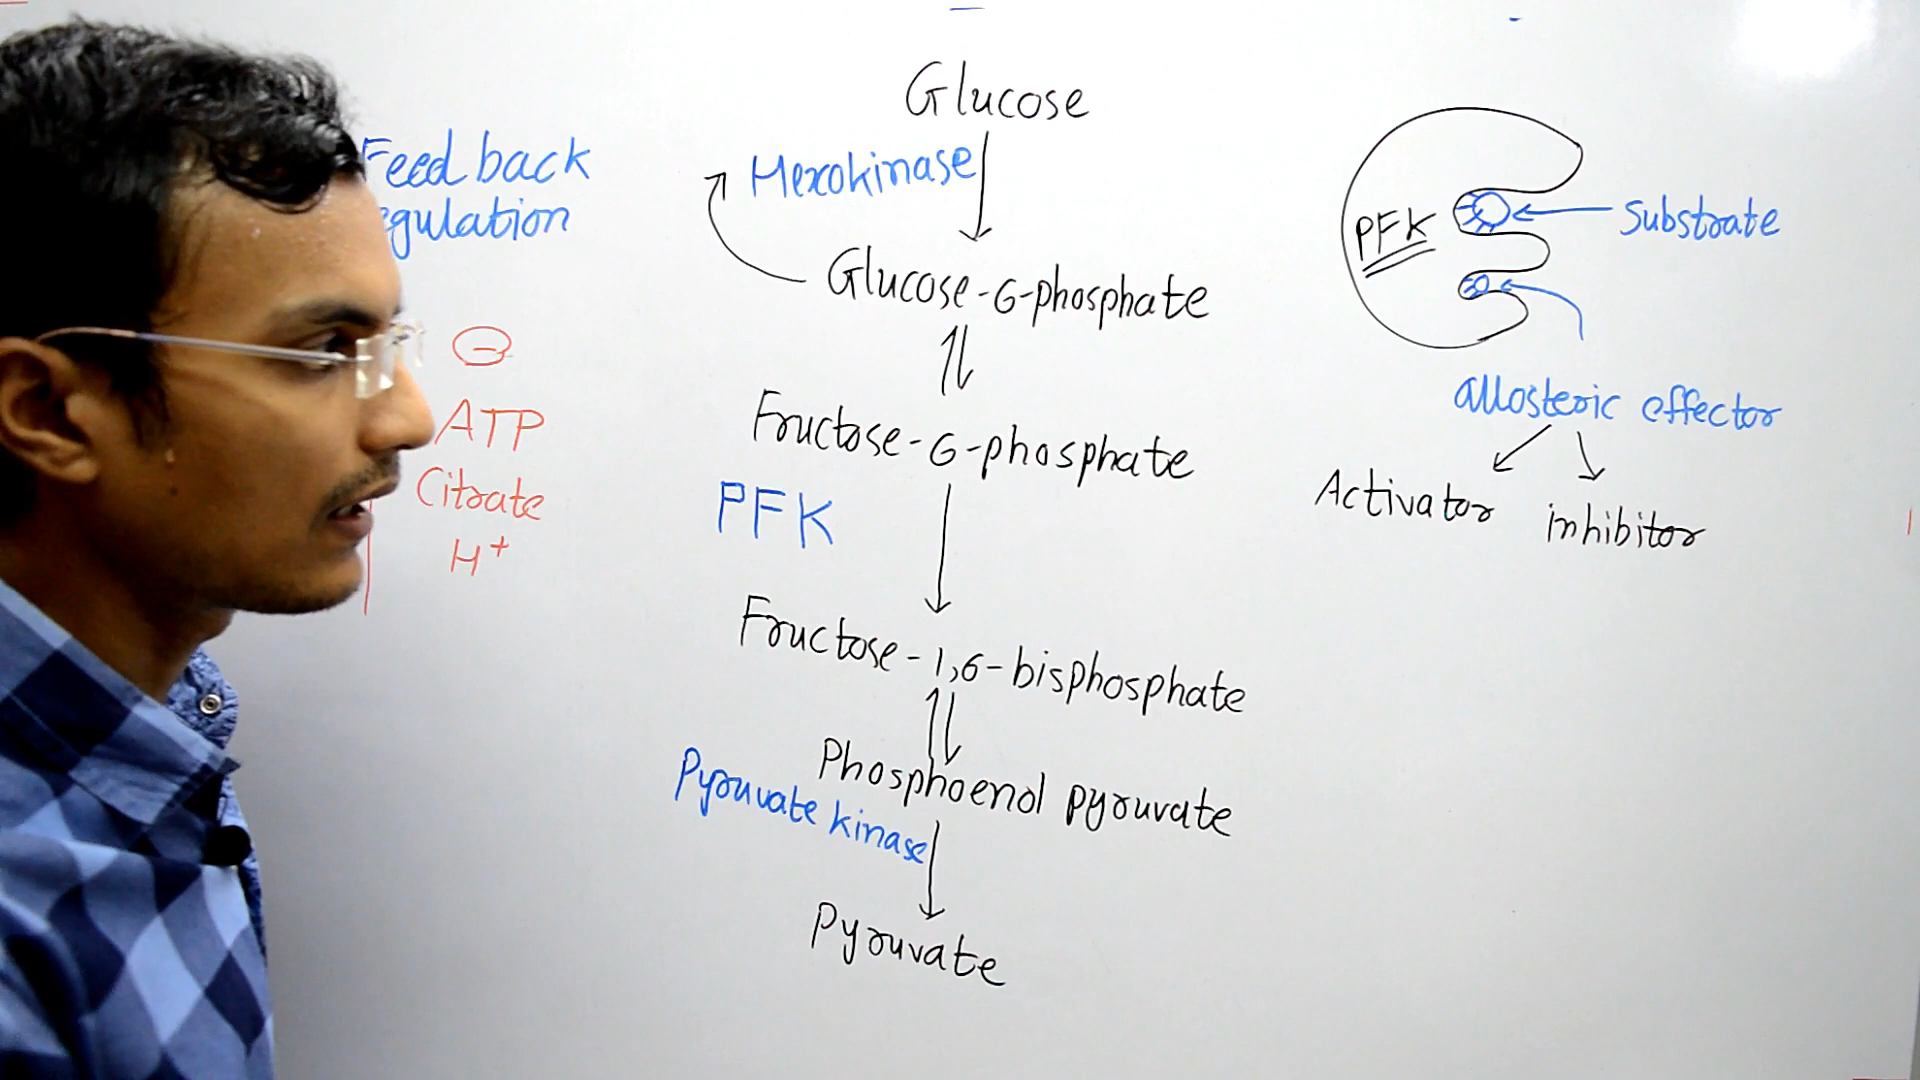 Feed back
egulation
⊖
ATP
Citrate
H⁺
Glucose
Hexokinase
Glucose-6-phosphate
Fructose-6-phosphate
PFK
Fructose-1,6-bisphosphate
Phosphoenol pyruvate
Pyruvate kinase
Pyruvate
PFK
Substrate
allosteric effector
Activator
inhibitor